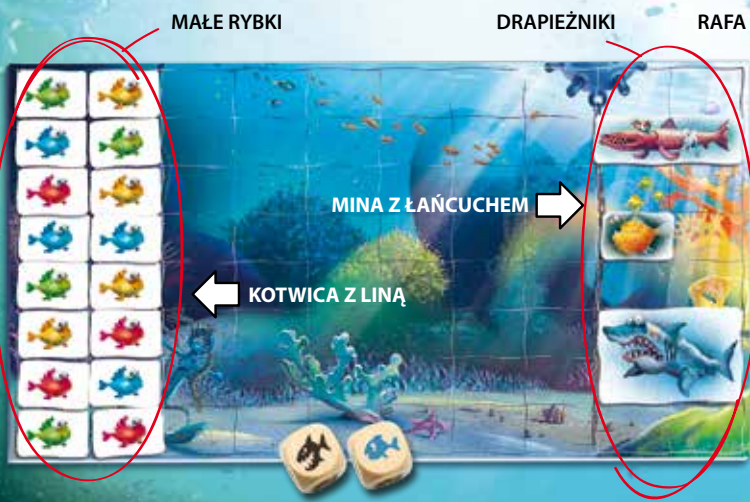 MAŁE RYBKI
DRAPIEŻNIKI
RAFA
MINA Z ŁAŃCUCHEM
KOTWICA Z LINĄ